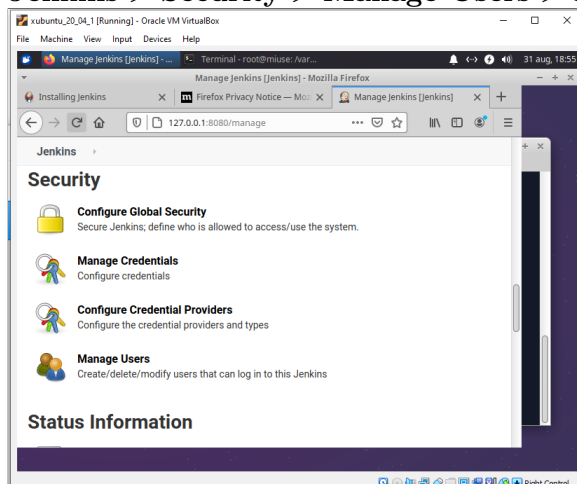 xubuntu_20_04_1 [Running] - Oracle VM VirtualBox
File Machine View Input Devices Help
Manage Jenkins [Jenkins] - ... Terminal - root@miuse: /var... 31 aug, 18:55
Manage Jenkins [Jenkins] - Mozilla Firefox
Installing Jenkins Firefox Privacy Notice — Moz Manage Jenkins [Jenkins]
127.0.0.1:8080/manage
Jenkins
Security
Configure Global Security
Secure Jenkins; define who is allowed to access/use the system.
Manage Credentials
Configure credentials
Configure Credential Providers
Configure the credential providers and types
Manage Users
Create/delete/modify users that can log in to this Jenkins
Status Information
Right Control